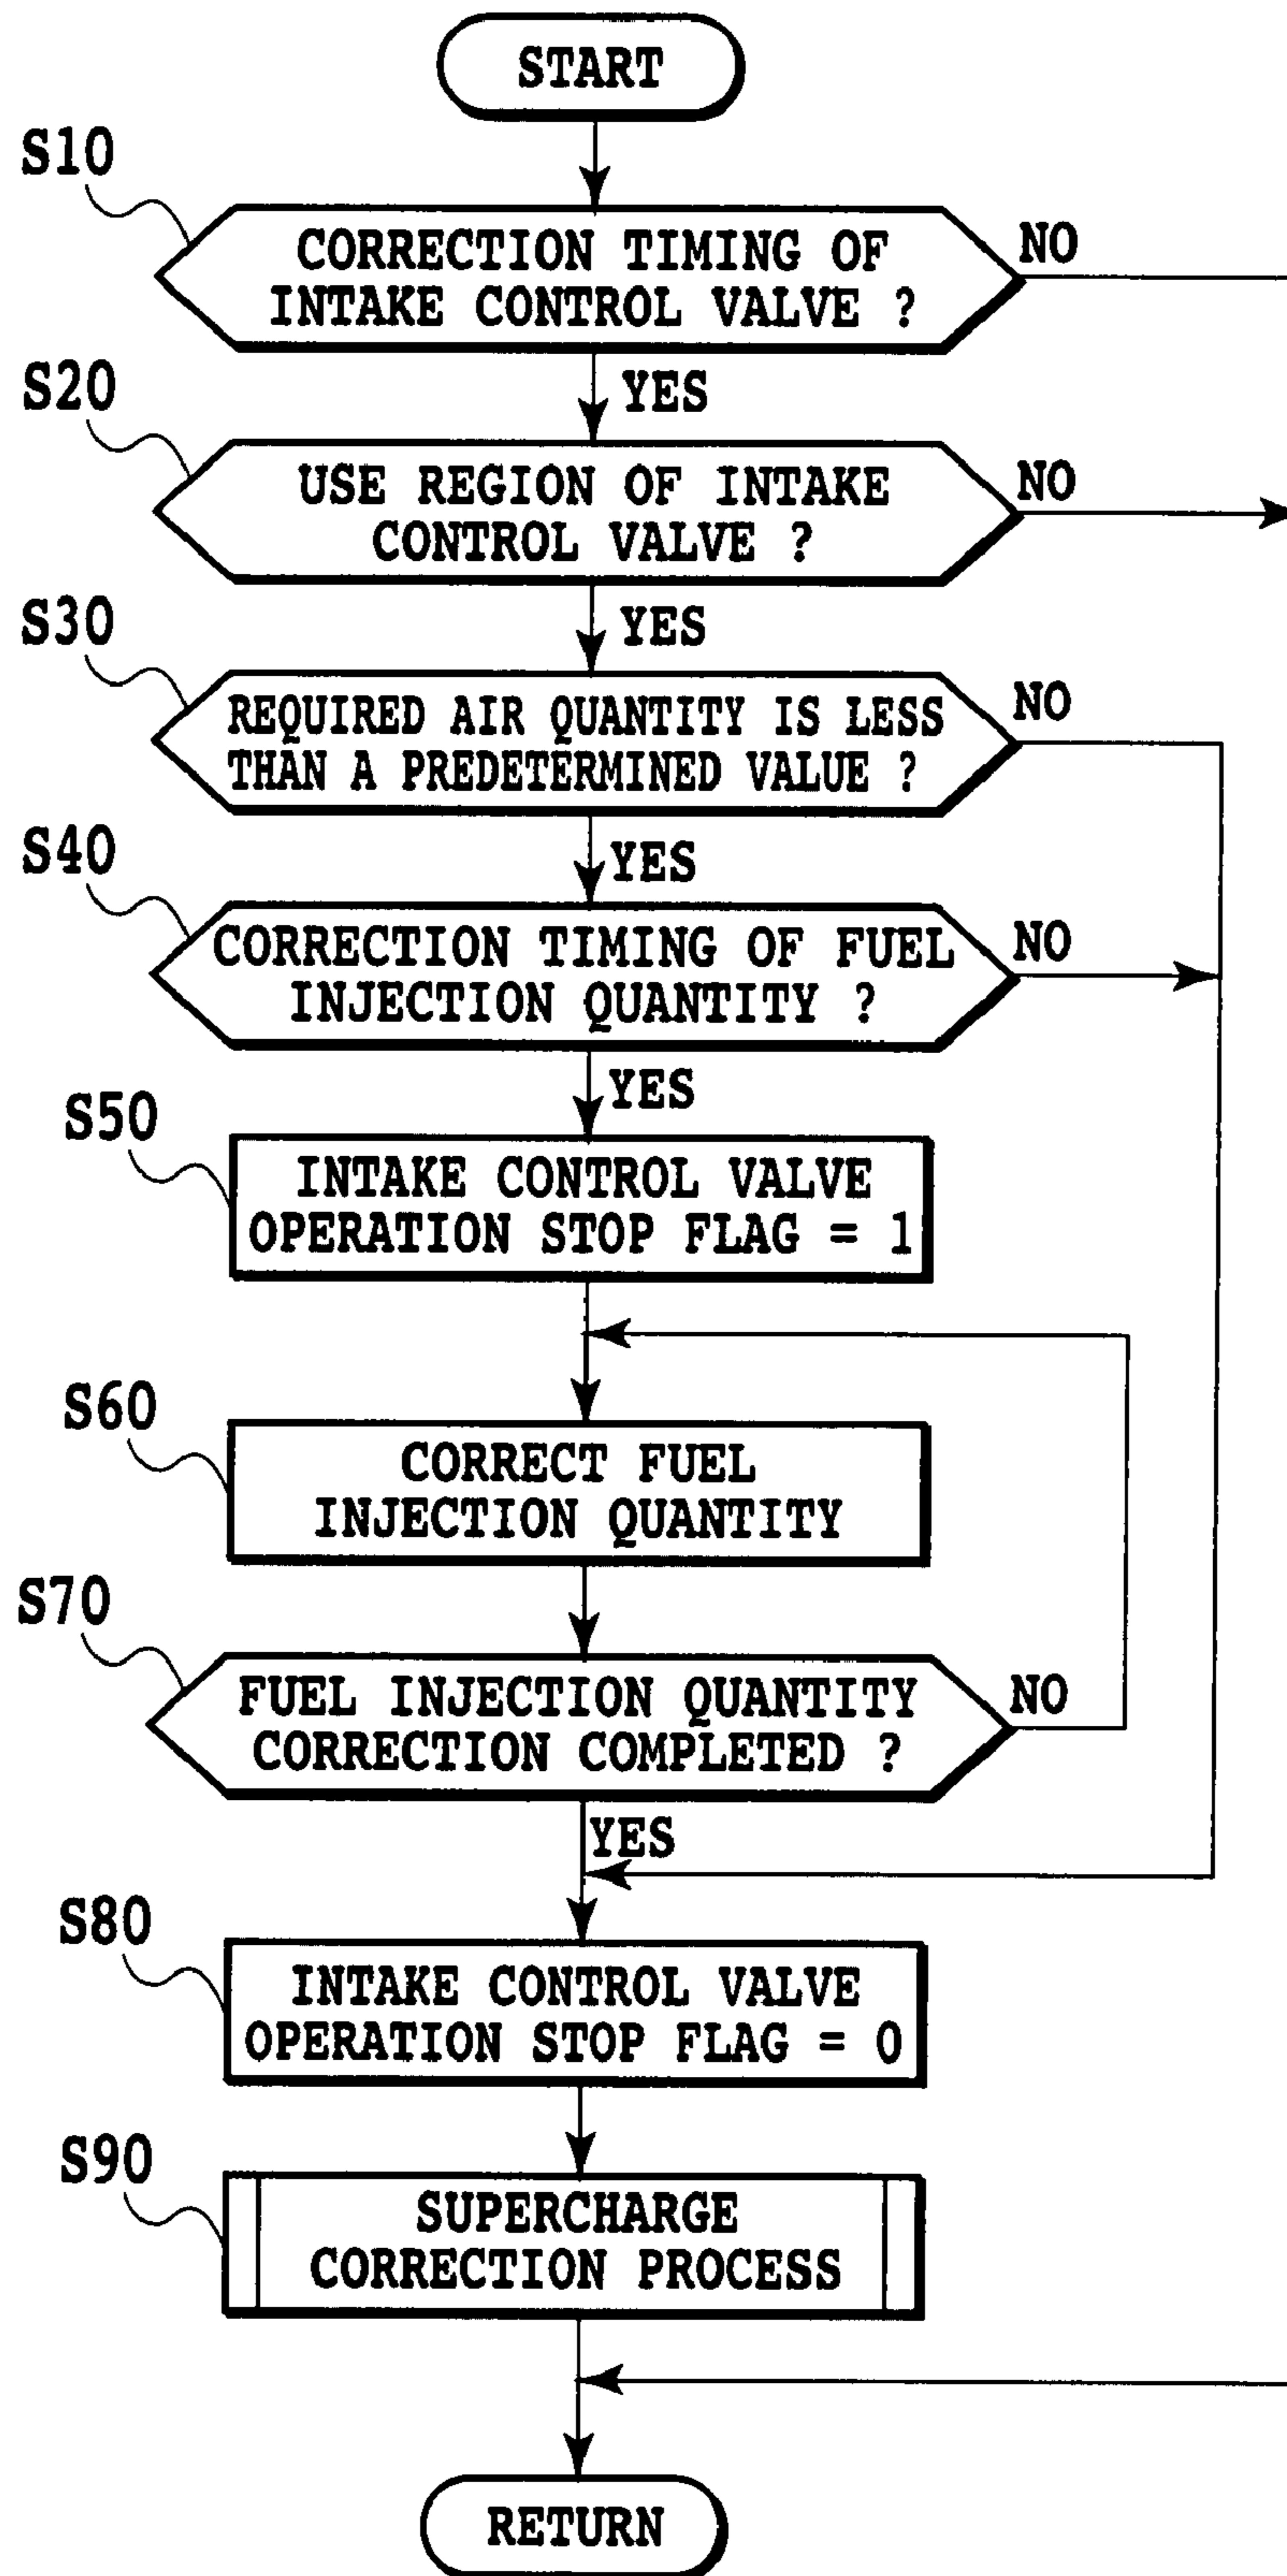 START
S10
CORRECTION TIMING OF
INTAKE CONTROL VALVE ?
NO
YES
S20
USE REGION OF INTAKE
CONTROL VALVE ?
NO
YES
S30
REQUIRED AIR QUANTITY IS LESS
THAN A PREDETERMINED VALUE ?
NO
YES
S40
CORRECTION TIMING OF FUEL
INJECTION QUANTITY ?
NO
YES
S50
INTAKE CONTROL VALVE
OPERATION STOP FLAG = 1
S60
CORRECT FUEL
INJECTION QUANTITY
S70
FUEL INJECTION QUANTITY
CORRECTION COMPLETED ?
NO
YES
S80
INTAKE CONTROL VALVE
OPERATION STOP FLAG = 0
S90
SUPERCHARGE
CORRECTION PROCESS
RETURN